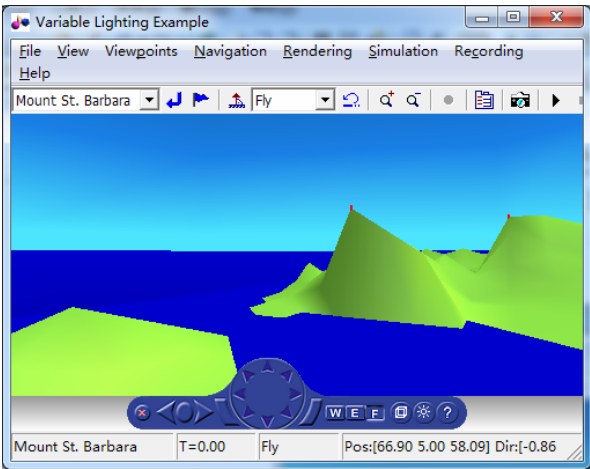 Variable Lighting Example
File View Viewpoints Navigation Rendering Simulation Recording
Help
Mount St. Barbara Fly
W E F ?
Mount St. Barbara T=0.00 Fly Pos:[66.90 5.00 58.09] Dir:[-0.86